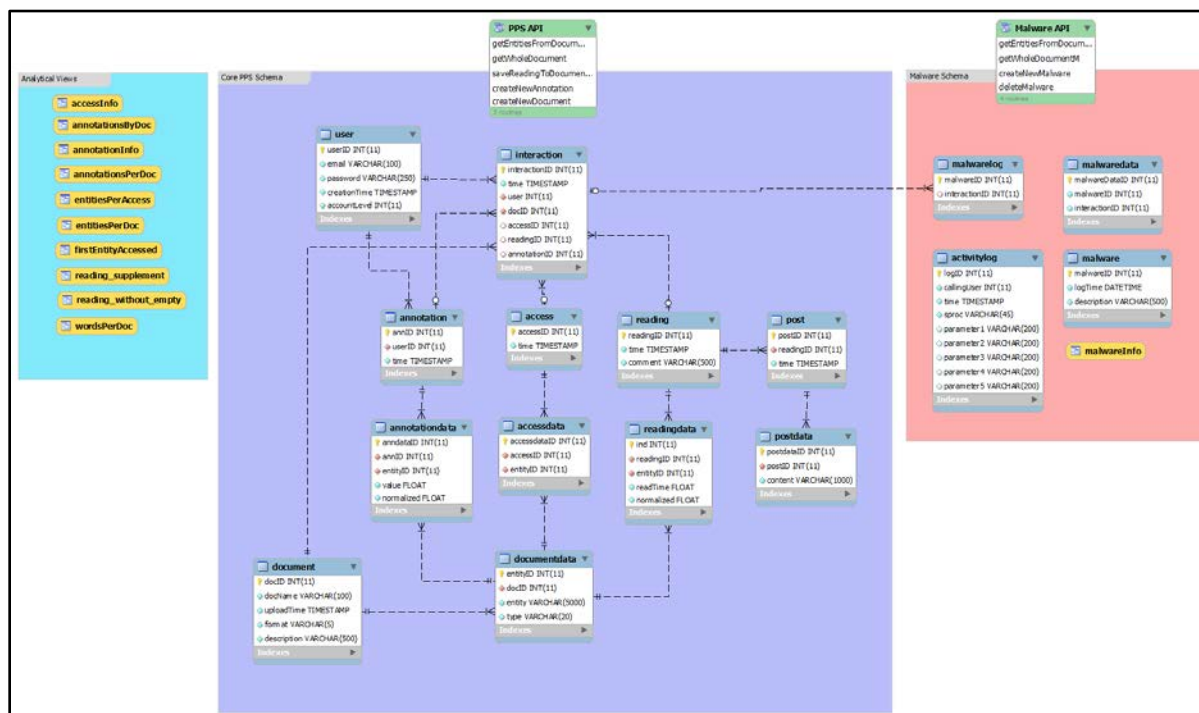 PPS API
getEntitiesFromDocum...
getWholeDocument
saveReadingToDocumen...
createNewAnnotation
createNewDocument
5 routines
Malware API
getEntitiesFromDocum...
getWholeDocumentM
createNewMalware
deleteMalware
4 routines
Analytical Views
accessInfo
annotationsByDoc
annotationInfo
annotationsPerDoc
entitiesPerAccess
entitiesPerDoc
firstEntityAccessed
reading_supplement
reading_without_empty
wordsPerDoc
Core PPS Schema
user
userID INT(11)
email VARCHAR(100)
password VARCHAR(250)
creationTime TIMESTAMP
accountLevel INT(11)
Indexes
interaction
interactionID INT(11)
time TIMESTAMP
user INT(11)
docID INT(11)
accessID INT(11)
readingID INT(11)
annotationID INT(11)
Indexes
annotation
annID INT(11)
userID INT(11)
time TIMESTAMP
Indexes
access
accessID INT(11)
time TIMESTAMP
Indexes
reading
readingID INT(11)
time TIMESTAMP
comment VARCHAR(500)
Indexes
post
postID INT(11)
readingID INT(11)
time TIMESTAMP
Indexes
annotationdata
anndataID INT(11)
annID INT(11)
entityID INT(11)
value FLOAT
normalized FLOAT
Indexes
accessdata
accessdataID INT(11)
accessID INT(11)
entityID INT(11)
Indexes
readingdata
ind INT(11)
readingID INT(11)
entityID INT(11)
readTime FLOAT
normalized FLOAT
Indexes
postdata
postdataID INT(11)
postID INT(11)
content VARCHAR(1000)
Indexes
document
docID INT(11)
docName VARCHAR(100)
uploadTime TIMESTAMP
format VARCHAR(5)
description VARCHAR(500)
Indexes
documentdata
entityID INT(11)
docID INT(11)
entity VARCHAR(5000)
type VARCHAR(20)
Indexes
Malware Schema
malwarelog
malwareID INT(11)
interactionID INT(11)
Indexes
malwaredata
malwareDataID INT(11)
malwareID INT(11)
interactionID INT(11)
Indexes
activitylog
logID INT(11)
callingUser INT(11)
time TIMESTAMP
sproc VARCHAR(45)
parameter1 VARCHAR(200)
parameter2 VARCHAR(200)
parameter3 VARCHAR(200)
parameter4 VARCHAR(200)
parameter5 VARCHAR(200)
Indexes
malware
malwareID INT(11)
logTime DATETIME
description VARCHAR(500)
Indexes
malwareInfo